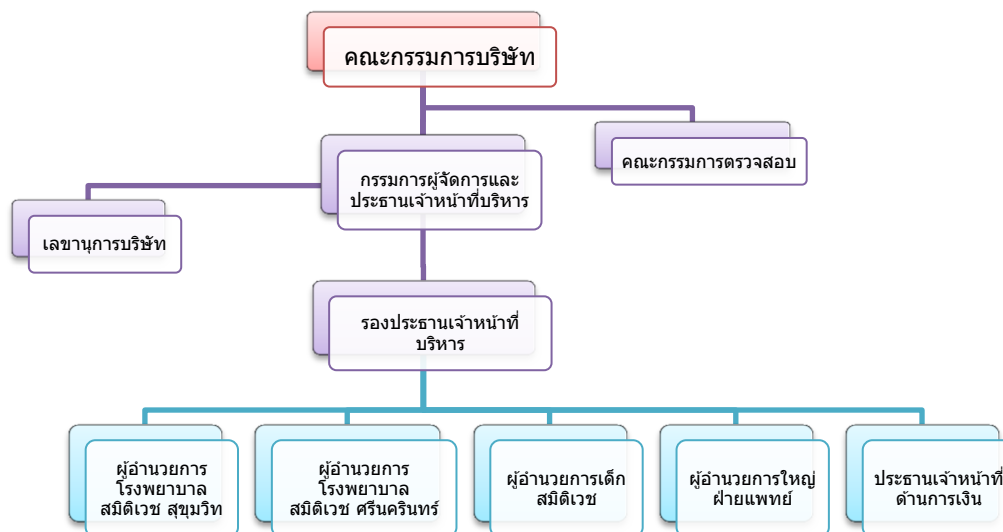 คณะกรรมการบริษัท
คณะกรรมการตรวจสอบ
กรรมการผู้จัดการและ
ประธานเจ้าหน้าที่บริหาร
เลขานุการบริษัท
รองประธานเจ้าหน้าที่
บริหาร
ผู้อำนวยการ
โรงพยาบาล
สมิติเวช สุขุมวิท
ผู้อำนวยการ
โรงพยาบาล
สมิติเวช ศรีนครินทร์
ผู้อำนวยการเด็ก
สมิติเวช
ผู้อำนวยการใหญ่
ฝ่ายแพทย์
ประธานเจ้าหน้าที่
ด้านการเงิน